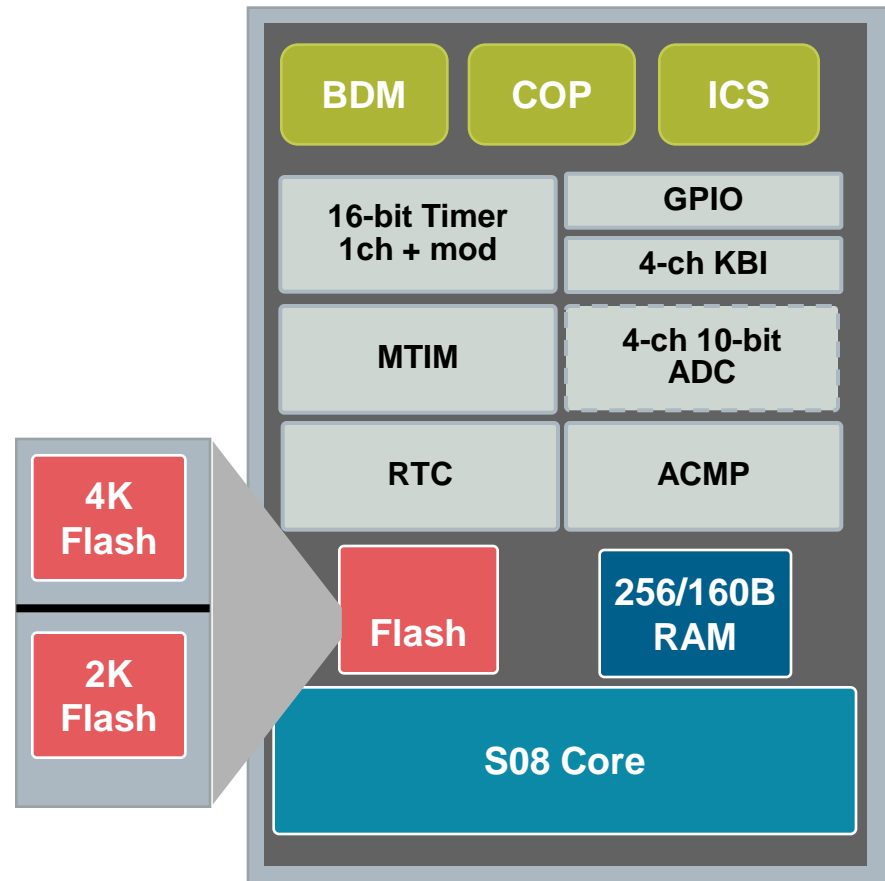 BDM
COP
ICS
16-bit Timer
1ch + mod
GPIO
4-ch KBI
MTIM
4-ch 10-bit
ADC
RTC
ACMP
4K
Flash
2K
Flash
Flash
256/160B
RAM
S08 Core